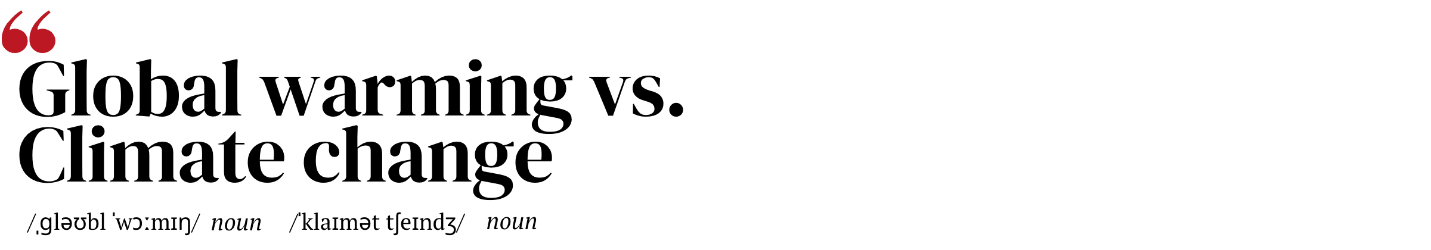 “
Global warming vs.
Climate change
/ˌɡləʊbl ˈwɔːmɪŋ/ noun /ˈklaɪmət tʃeɪndʒ/ noun